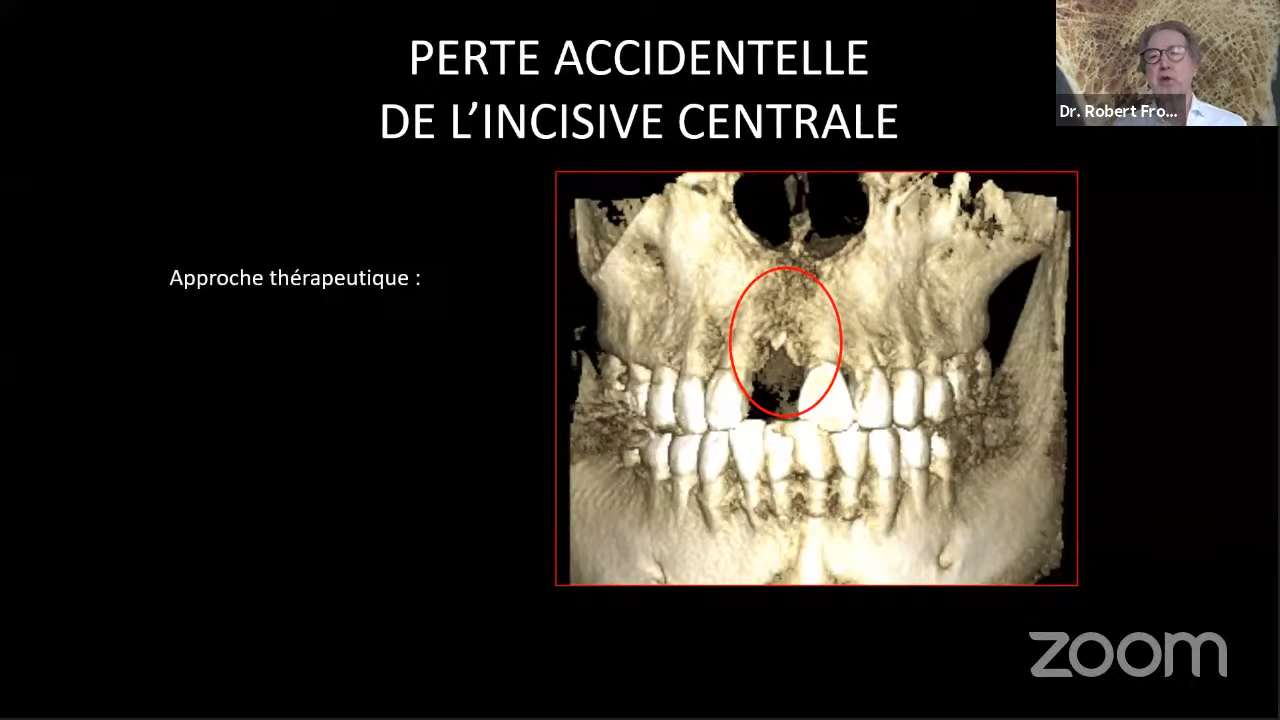 PERTE ACCIDENTELLE
DE L’INCISIVE CENTRALE
Dr. Robert Fro...
Approche thérapeutique :
zoom